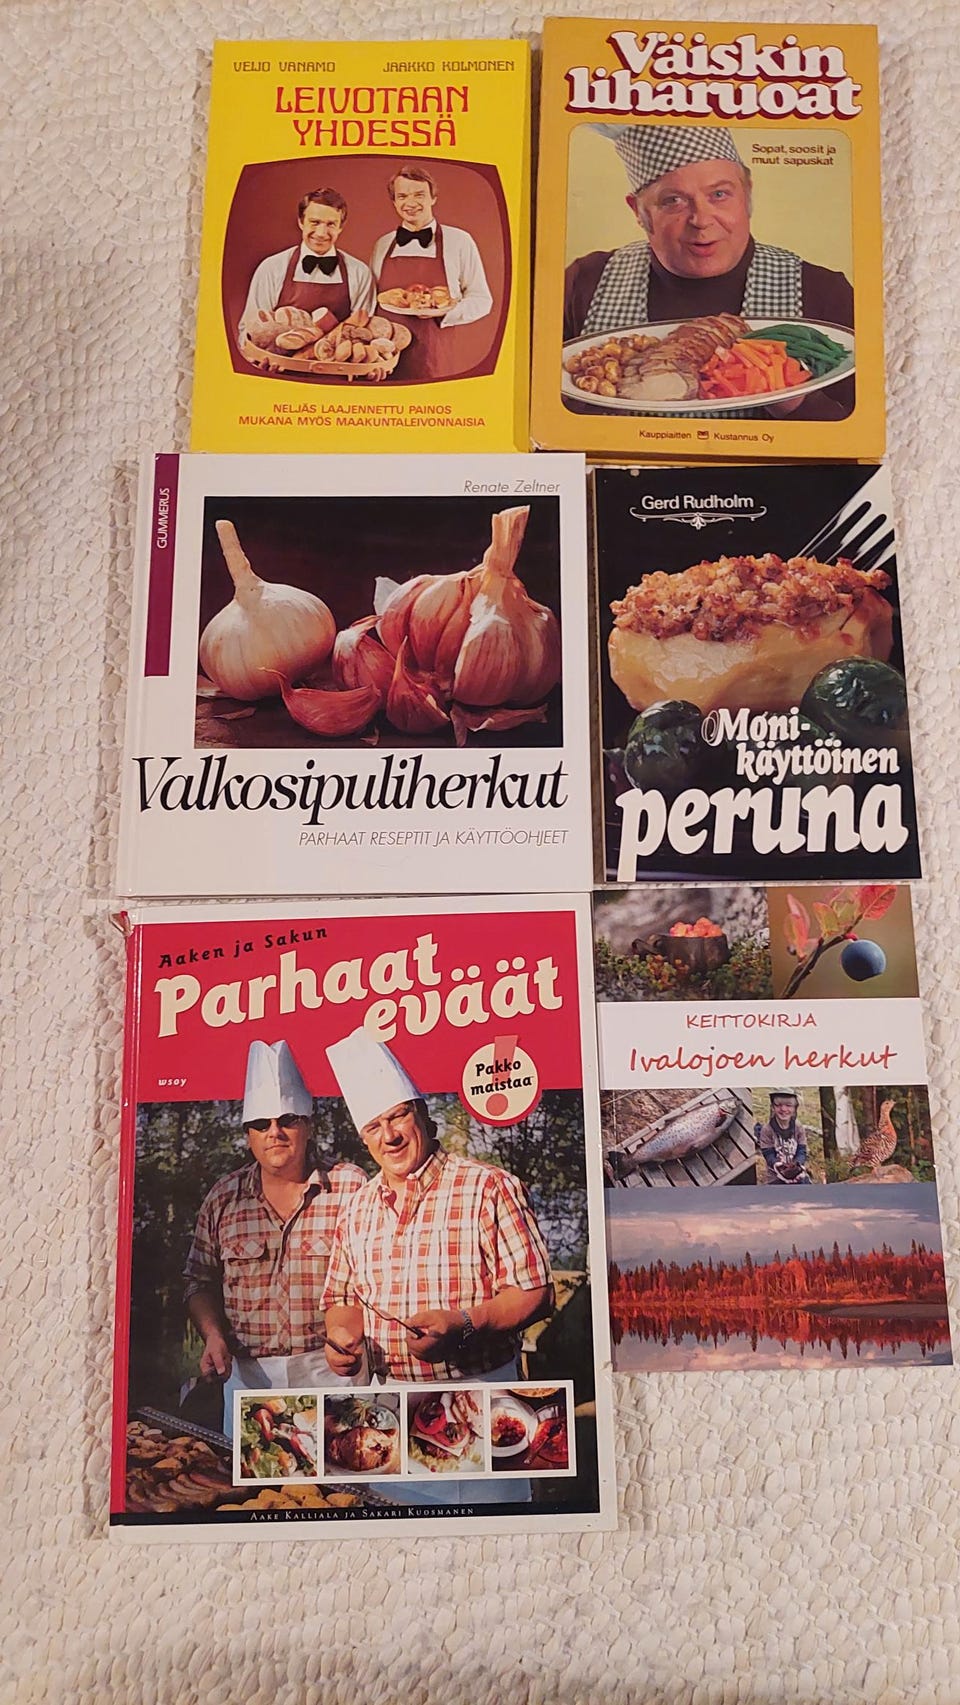 VEIJO VANAMO JAAKKO KOLMONEN
LEIVOTAAN
YHDESSÄ
NELJÄS LAAJENNETTU PAINOS
MUKANA MYÖS MAAKUNTALEIVONNAISIA
Väiskin
liharuoat
Sopat, soosit ja
muut sapuskat
Kauppiaitten Kustannus Oy
GUMMERUS
Renate Zeltner
Valkosipuliherkut
PARHAAT RESEPTIT JA KÄYTTÖOHJEET
Gerd Rudholm
Moni-
käyttöinen
peruna
Aaken ja Sakun
Parhaat
eväät
Pakko
maistaa
!
WSOY
AAKE KALLIALA JA SAKARI KUOSMANEN
KEITTOKIRJA
Ivalojoen herkut